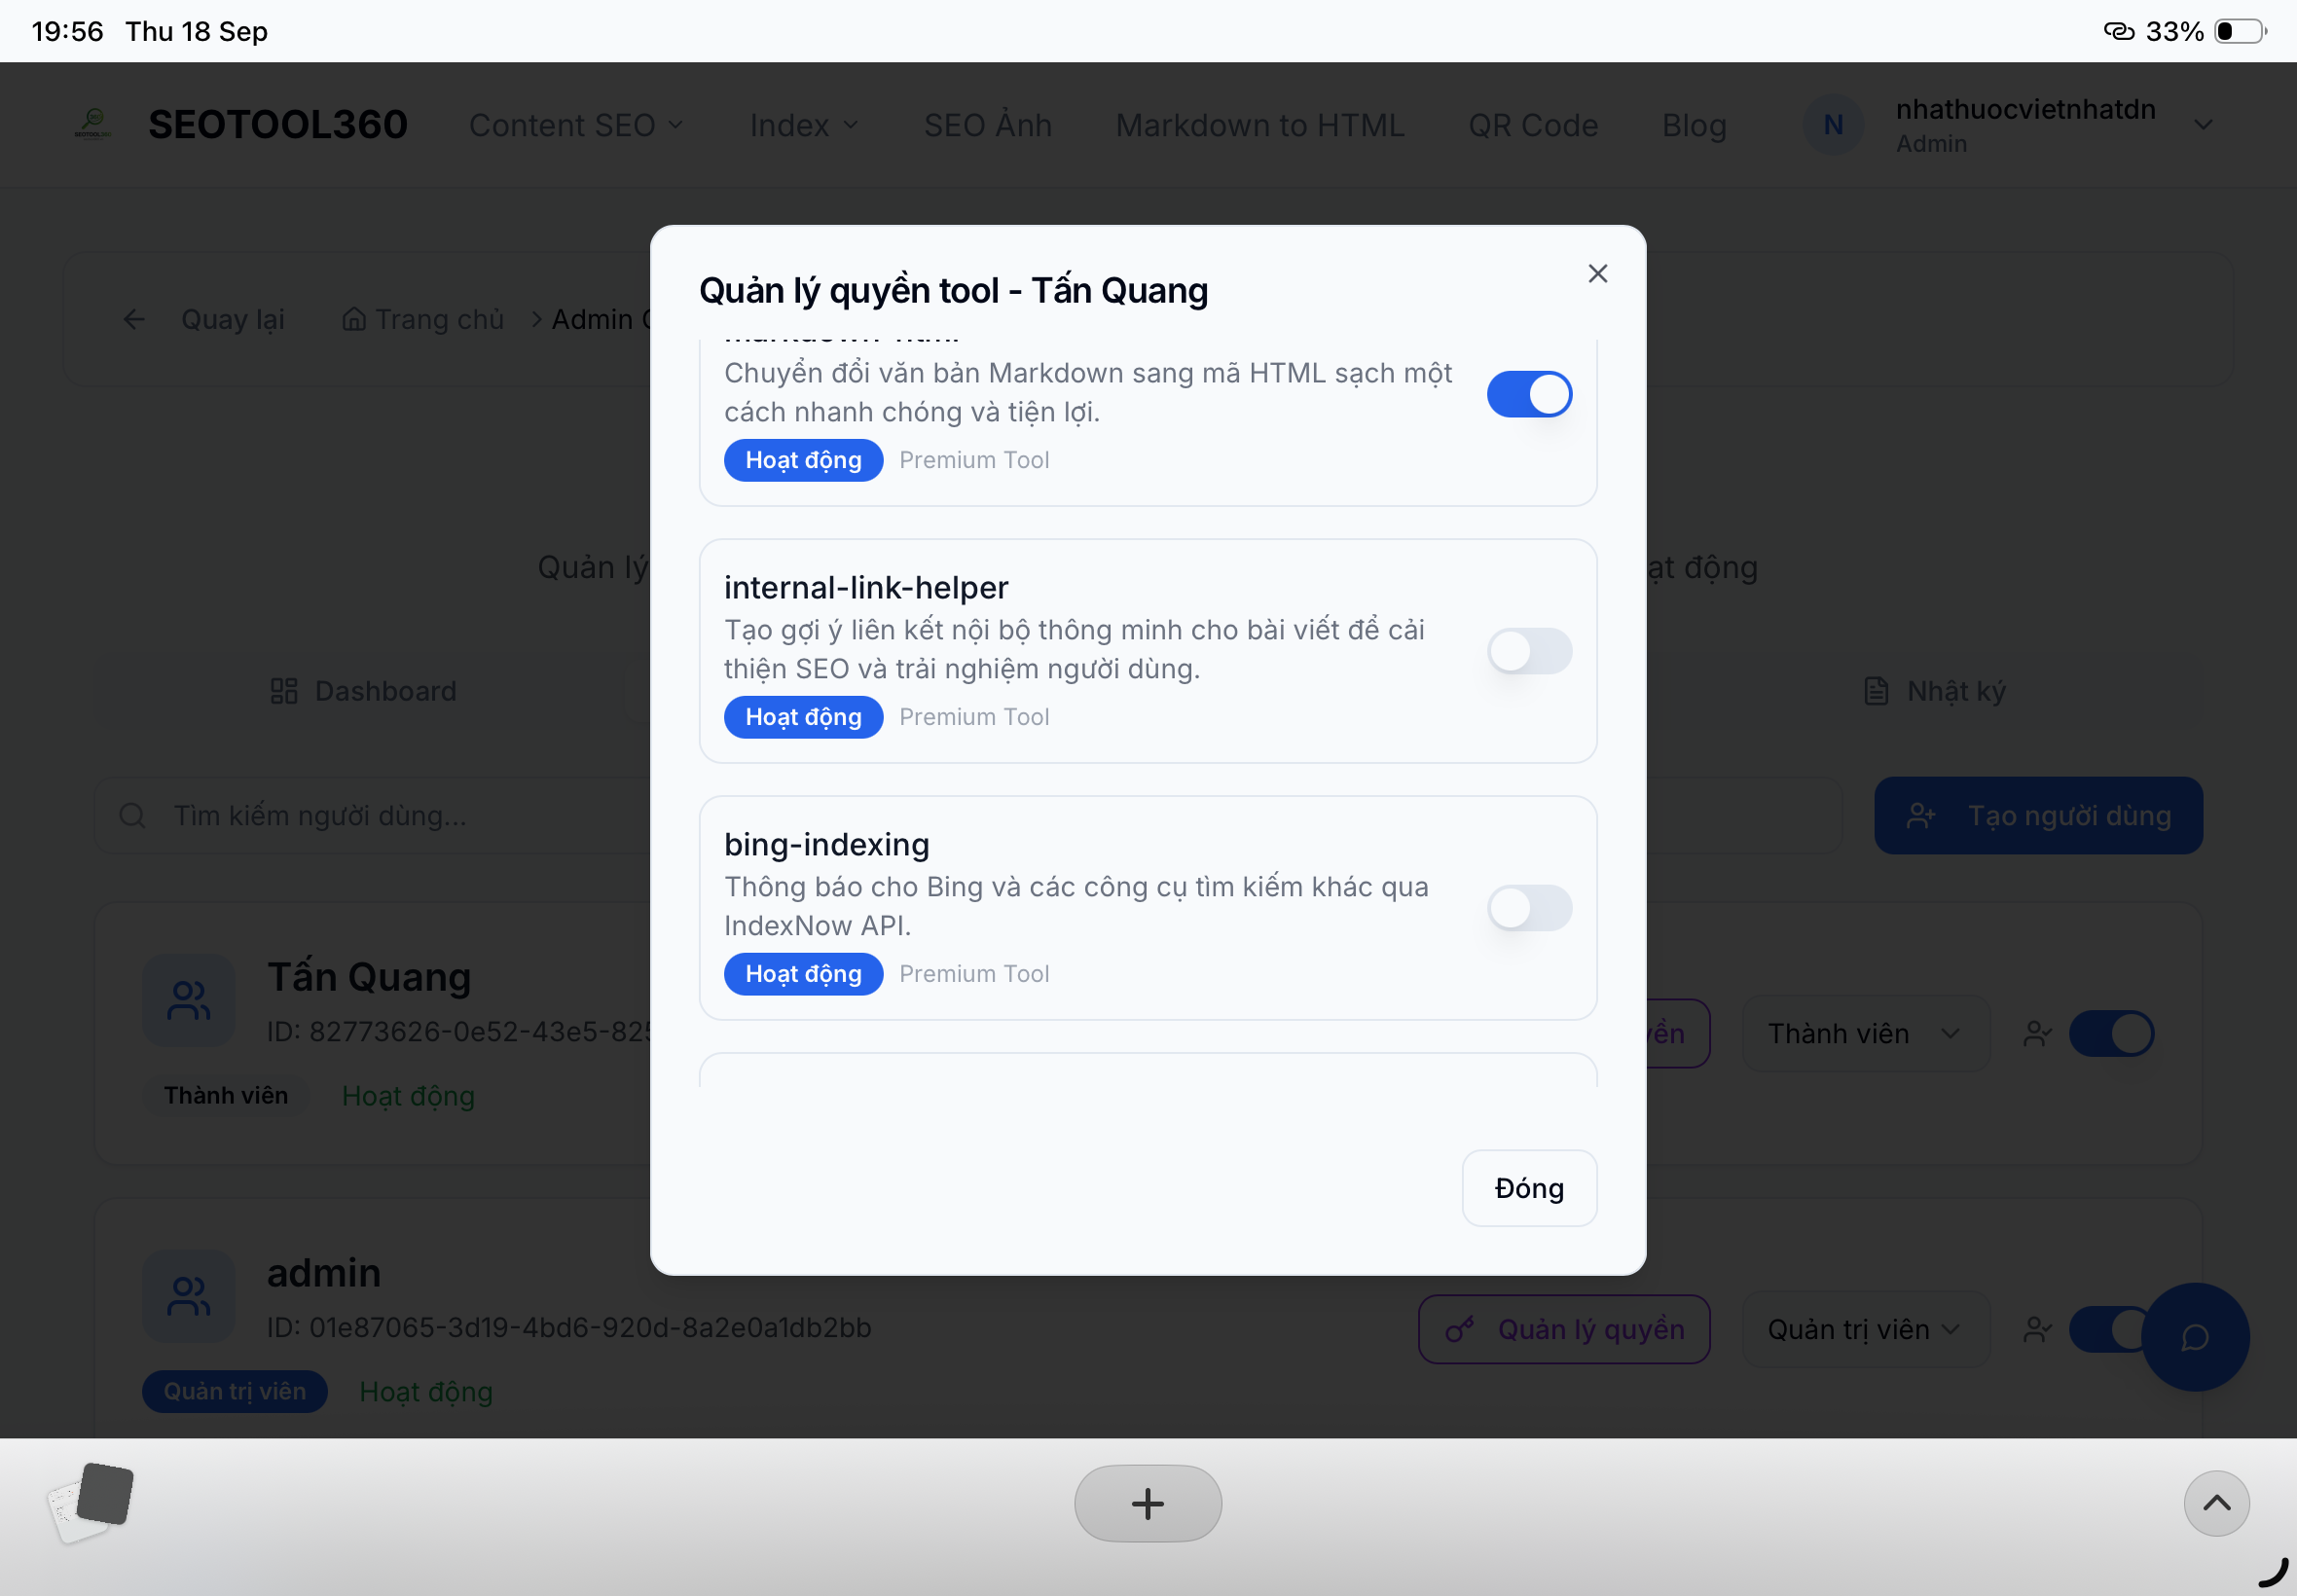 19:56 Thu 18 Sep
33%
SEOTOOL360
Content SEO
Index
SEO Ảnh
Markdown to HTML
QR Code
Blog
N
nhathuocvietnhatdn
Admin
Quay lại
Trang chủ
Admin
Quản lý quyền tool - Tấn Quang
markdown-html
Chuyển đổi văn bản Markdown sang mã HTML sạch một
cách nhanh chóng và tiện lợi.
Hoạt động Premium Tool
internal-link-helper
Tạo gợi ý liên kết nội bộ thông minh cho bài viết để cải
thiện SEO và trải nghiệm người dùng.
Hoạt động Premium Tool
bing-indexing
Thông báo cho Bing và các công cụ tìm kiếm khác qua
IndexNow API.
Hoạt động Premium Tool
Đóng
Quản lý
ạt động
Dashboard
Nhật ký
Tìm kiếm người dùng...
Tạo người dùng
Tấn Quang
ID: 82773626-0e52-43e5-825
Thành viên
Hoạt động
yền
Thành viên
admin
ID: 01e87065-3d19-4bd6-920d-8a2e0a1db2bb
Quản trị viên
Hoạt động
Quản lý quyền
Quản trị viên